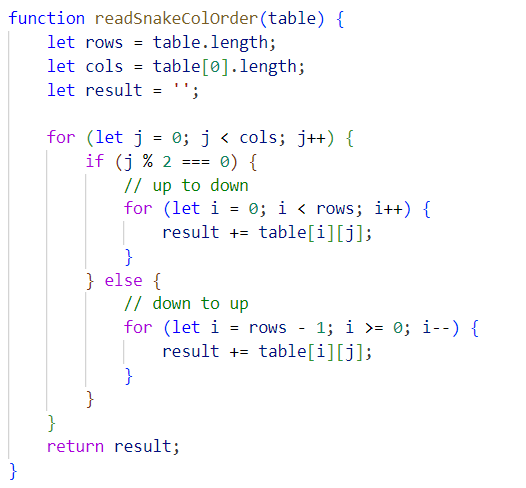 function readSnakeColOrder(table) {
    let rows = table.length;
    let cols = table[0].length;
    let result = '';

    for (let j = 0; j < cols; j++) {
        if (j % 2 === 0) {
            // up to down
            for (let i = 0; i < rows; i++) {
                result += table[i][j];
            }
        } else {
            // down to up
            for (let i = rows - 1; i >= 0; i--) {
                result += table[i][j];
            }
        }
    }
    return result;
}